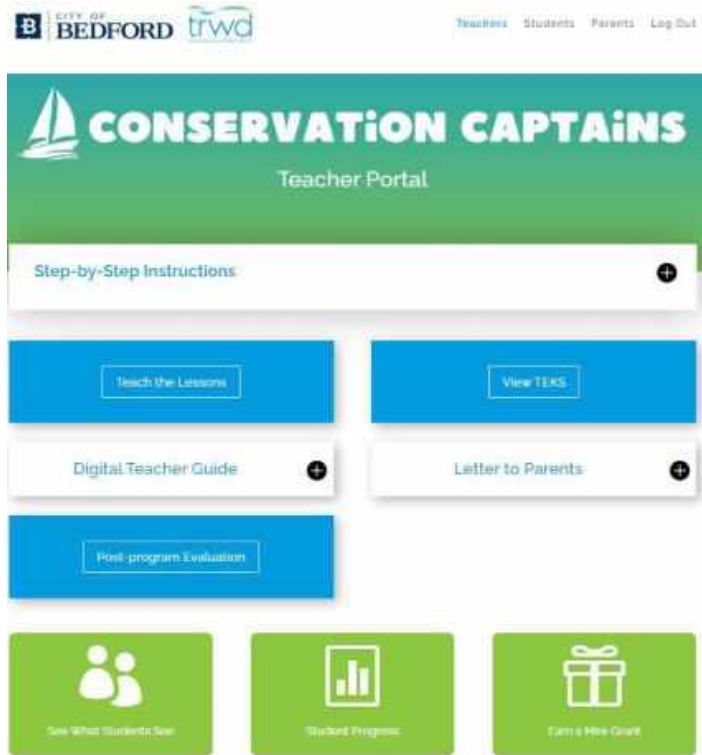 B
CITY OF
BEDFORD
trwd
Teachers Students Parents Log Out
CONSERVATiON CAPTAiNS
Teacher Portal
Step-by-Step Instructions
Teach the Lessons
View TEKS
Digital Teacher Guide
Letter to Parents
Post-program Evaluation
See What Students See
Student Progress
Earn a Mini Grant